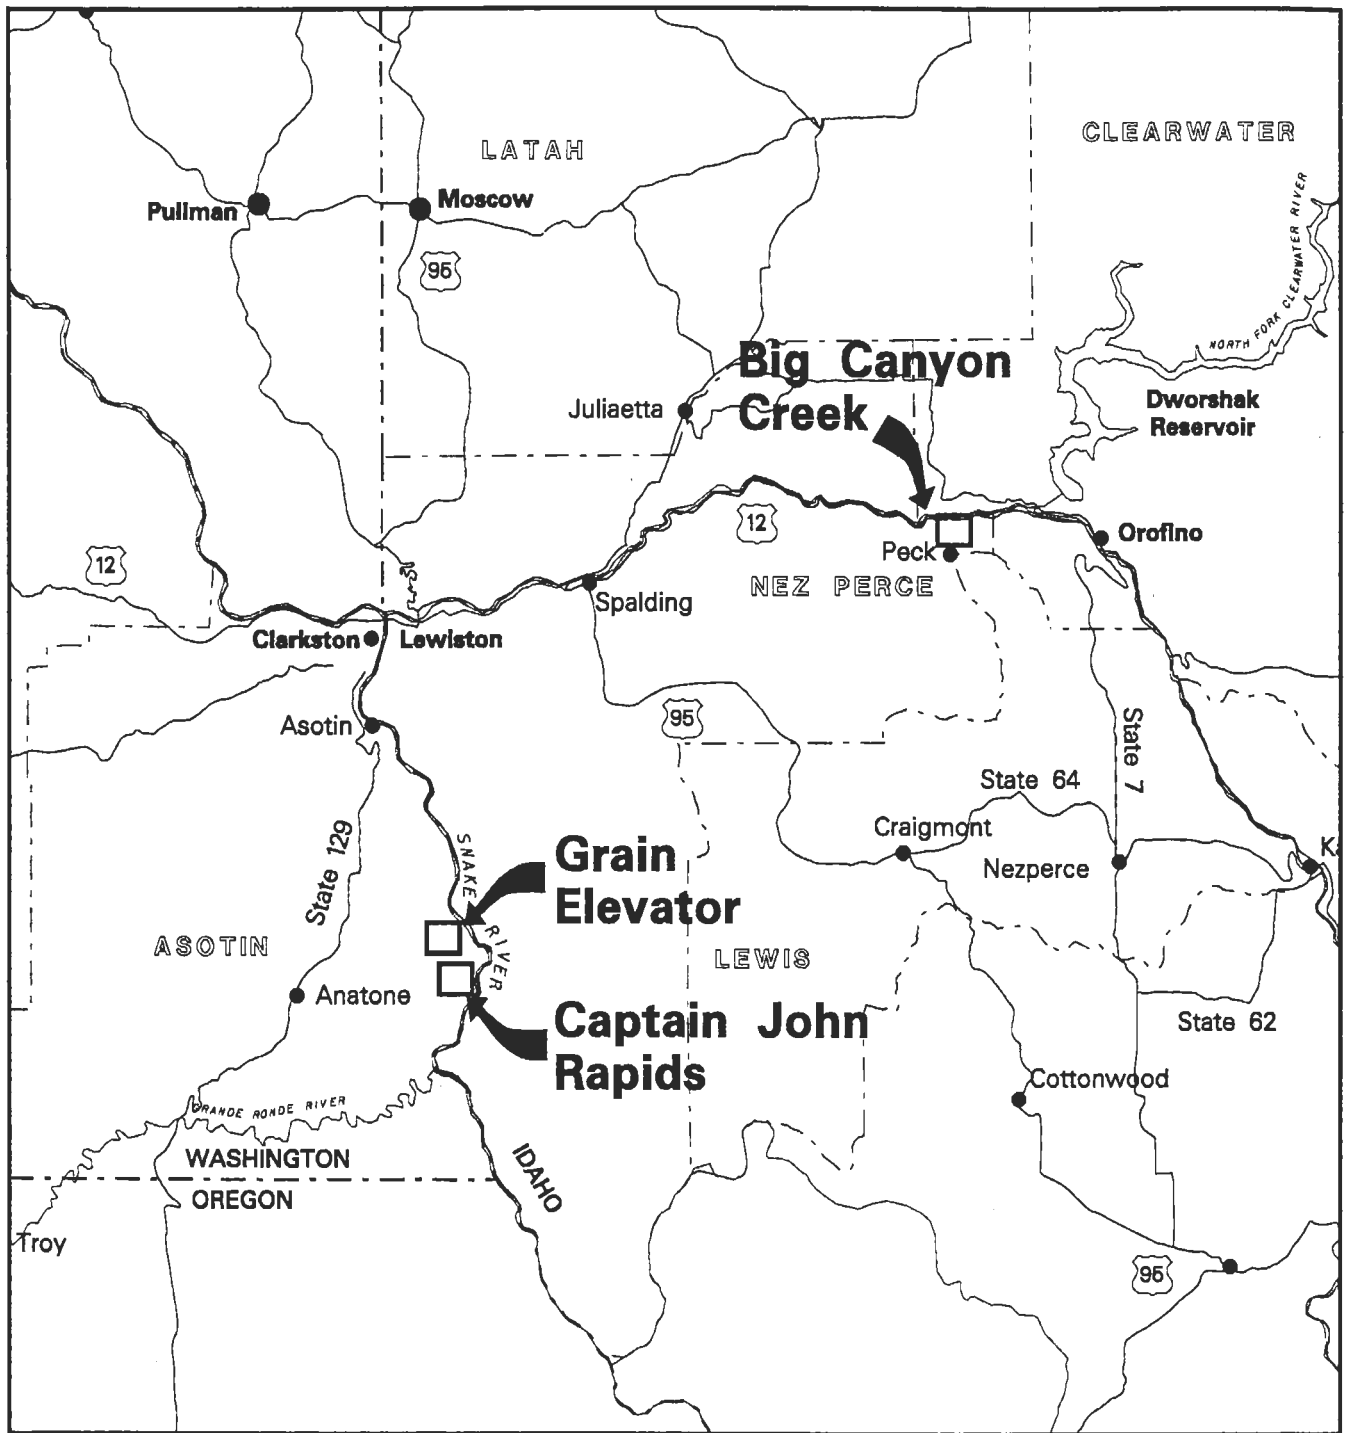 CLEARWATER
LATAH
Pullman
Moscow
95
NORTH FORK CLEARWATER RIVER
Big Canyon
Creek
Juliaetta
Dworshak
Reservoir
12
12
Orofino
Peck
NEZ PERCE
Spalding
Clarkston
Lewiston
95
Asotin
State 7
State 64
Craigmont
Nezperce
K
State 129
SNAKE RIVER
Grain
Elevator
ASOTIN
LEWIS
Anatone
Captain John
Rapids
State 62
Cottonwood
GRANDE RONDE RIVER
WASHINGTON
OREGON
IDAHO
Troy
95